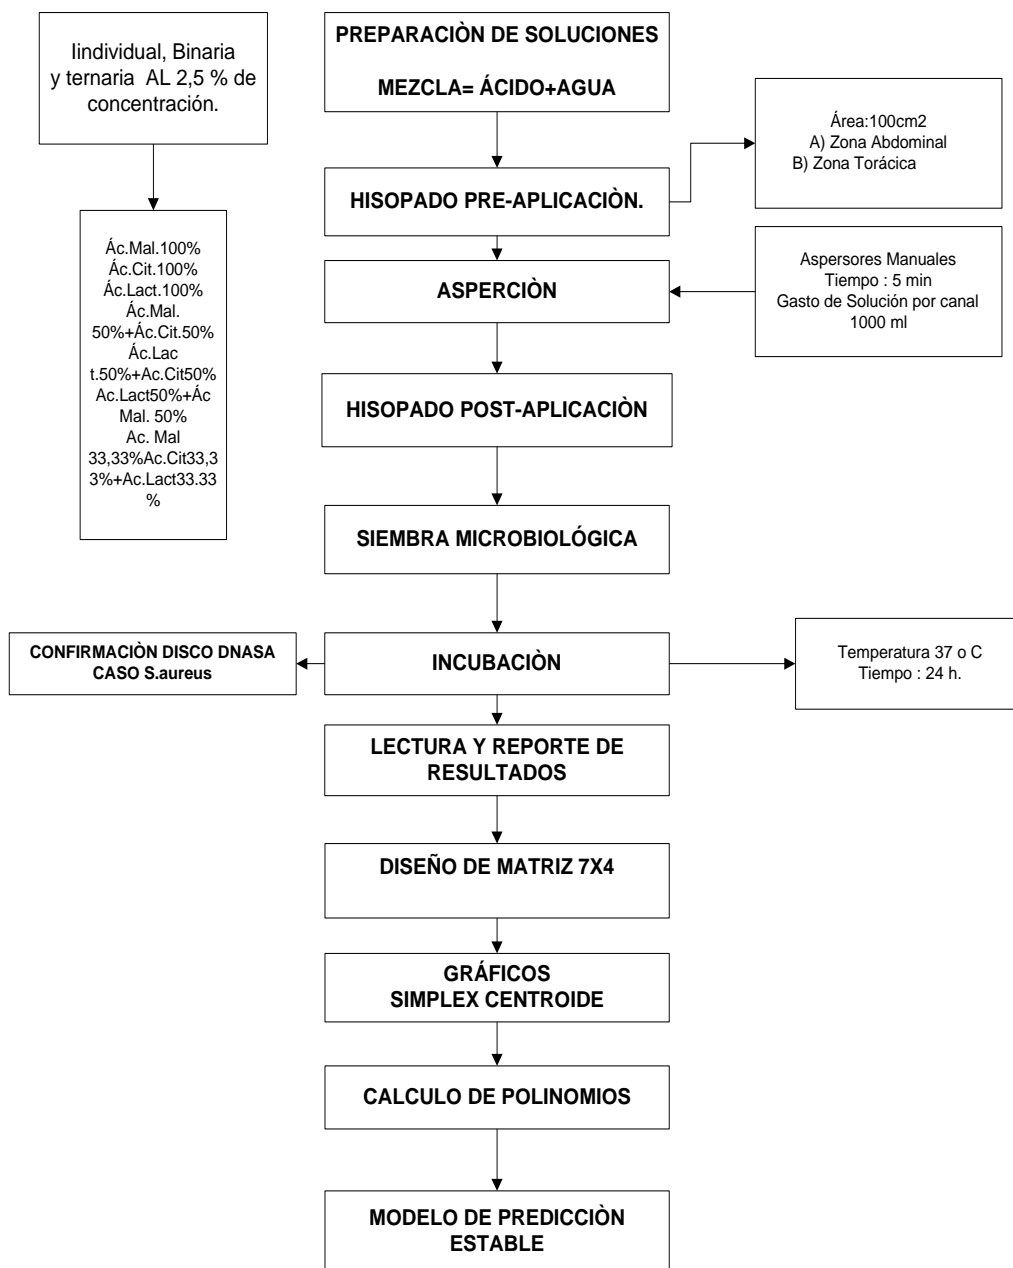 Iindividual, Binaria
y ternaria AL 2,5 % de
concentración.
PREPARACIÒN DE SOLUCIONES
MEZCLA= ÁCIDO+AGUA
Área:100cm2
A) Zona Abdominal
B) Zona Torácica
HISOPADO PRE-APLICACIÒN.
Ác.Mal.100%
Ác.Cit.100%
Ác.Lact.100%
Ác.Mal.
50%+Ác.Cit.50%
Ác.Lac
t.50%+Ac.Cit50%
Ac.Lact50%+Ác
Mal. 50%
Ac. Mal
33,33%Ac.Cit33,3
3%+Ac.Lact33.33
%
ASPERCIÒN
Aspersores Manuales
Tiempo : 5 min
Gasto de Solución por canal
1000 ml
HISOPADO POST-APLICACIÒN
SIEMBRA MICROBIOLÓGICA
CONFIRMACIÒN DISCO DNASA
CASO S.aureus
INCUBACIÒN
Temperatura 37 o C
Tiempo : 24 h.
LECTURA Y REPORTE DE
RESULTADOS
DISEÑO DE MATRIZ 7X4
GRÁFICOS
SIMPLEX CENTROIDE
CALCULO DE POLINOMIOS
MODELO DE PREDICCIÒN
ESTABLE